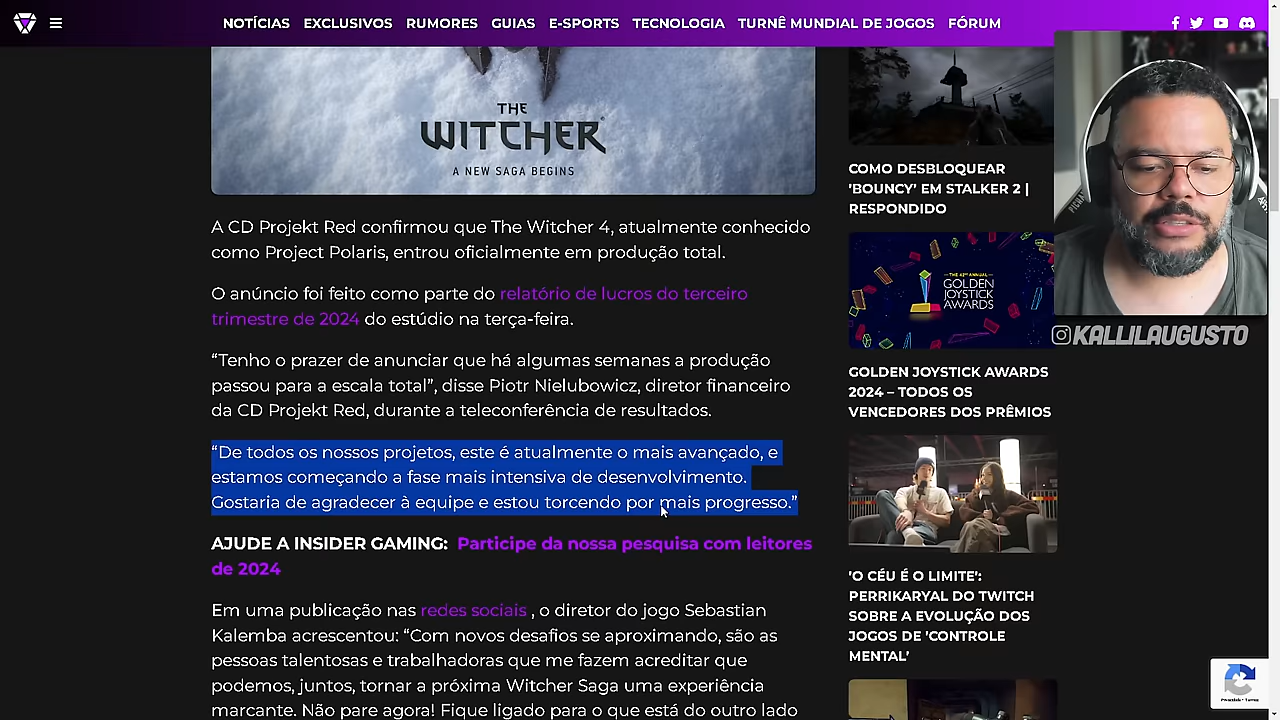 NOTÍCIAS EXCLUSIVOS RUMORES GUIAS E-SPORTS TECNOLOGIA TURNÊ MUNDIAL DE JOGOS FÓRUM
THE
WITCHER
A NEW SAGA BEGINS
A CD Projekt Red confirmou que The Witcher 4, atualmente conhecido
como Project Polaris, entrou oficialmente em produção total.
O anúncio foi feito como parte do relatório de lucros do terceiro
trimestre de 2024 do estúdio na terça-feira.
“Tenho o prazer de anunciar que há algumas semanas a produção
passou para a escala total”, disse Piotr Nielubowicz, diretor financeiro
da CD Projekt Red, durante a teleconferência de resultados.
“De todos os nossos projetos, este é atualmente o mais avançado, e
estamos começando a fase mais intensiva de desenvolvimento.
Gostaria de agradecer à equipe e estou torcendo por mais progresso.”
AJUDE A INSIDER GAMING: Participe da nossa pesquisa com leitores
de 2024
Em uma publicação nas redes sociais , o diretor do jogo Sebastian
Kalemba acrescentou: “Com novos desafios se aproximando, são as
pessoas talentosas e trabalhadoras que me fazem acreditar que
podemos, juntos, tornar a próxima Witcher Saga uma experiência
marcante. Não pare agora! Fique ligado para o que está do outro lado
COMO DESBLOQUEAR
'BOUNCY' EM STALKER 2 |
RESPONDIDO
GOLDEN
JOYSTICK
AWARDS
KALLILAUGUSTO
GOLDEN JOYSTICK AWARDS
2024 – TODOS OS
VENCEDORES DOS PRÊMIOS
'O CÉU É O LIMITE':
PERRIKARYAL DO TWITCH
SOBRE A EVOLUÇÃO DOS
JOGOS DE 'CONTROLE
MENTAL'